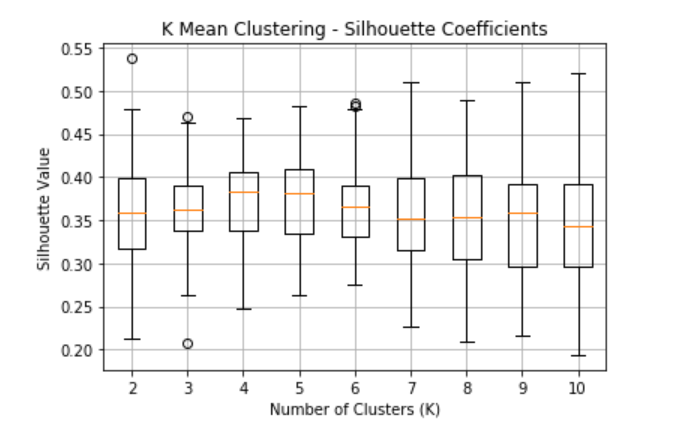 K Mean Clustering - Silhouette Coefficients
0.55
0.50
0.45
0.40
0.35
0.30
0.25
0.20
Silhouette Value
2 3 4 5 6 7 8 9 10
Number of Clusters (K)